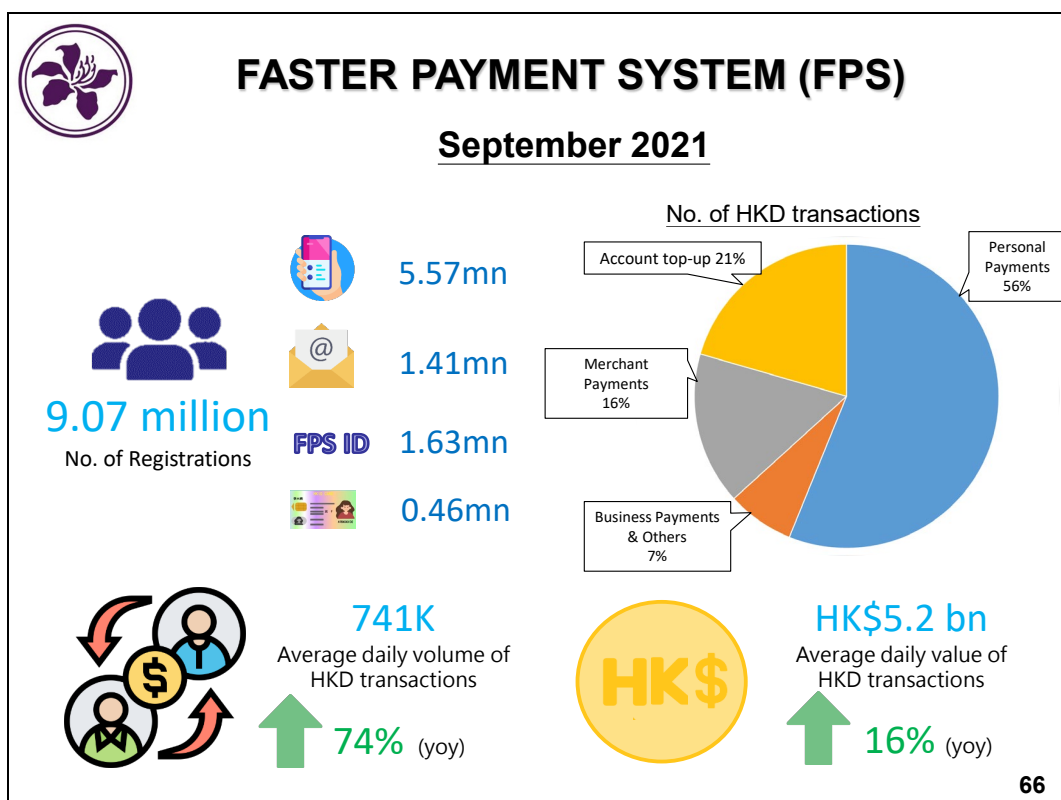 FASTER PAYMENT SYSTEM (FPS)
September 2021
No. of HKD transactions
Account top-up 21%
Personal
Payments
56%
Merchant
Payments
16%
Business Payments
& Others
7%
5.57mn
@
1.41mn
FPS ID
1.63mn
0.46mn
9.07 million
No. of Registrations
$
741K
Average daily volume of
HKD transactions
74% (yoy)
HK$
HK$5.2 bn
Average daily value of
HKD transactions
16% (yoy)
66